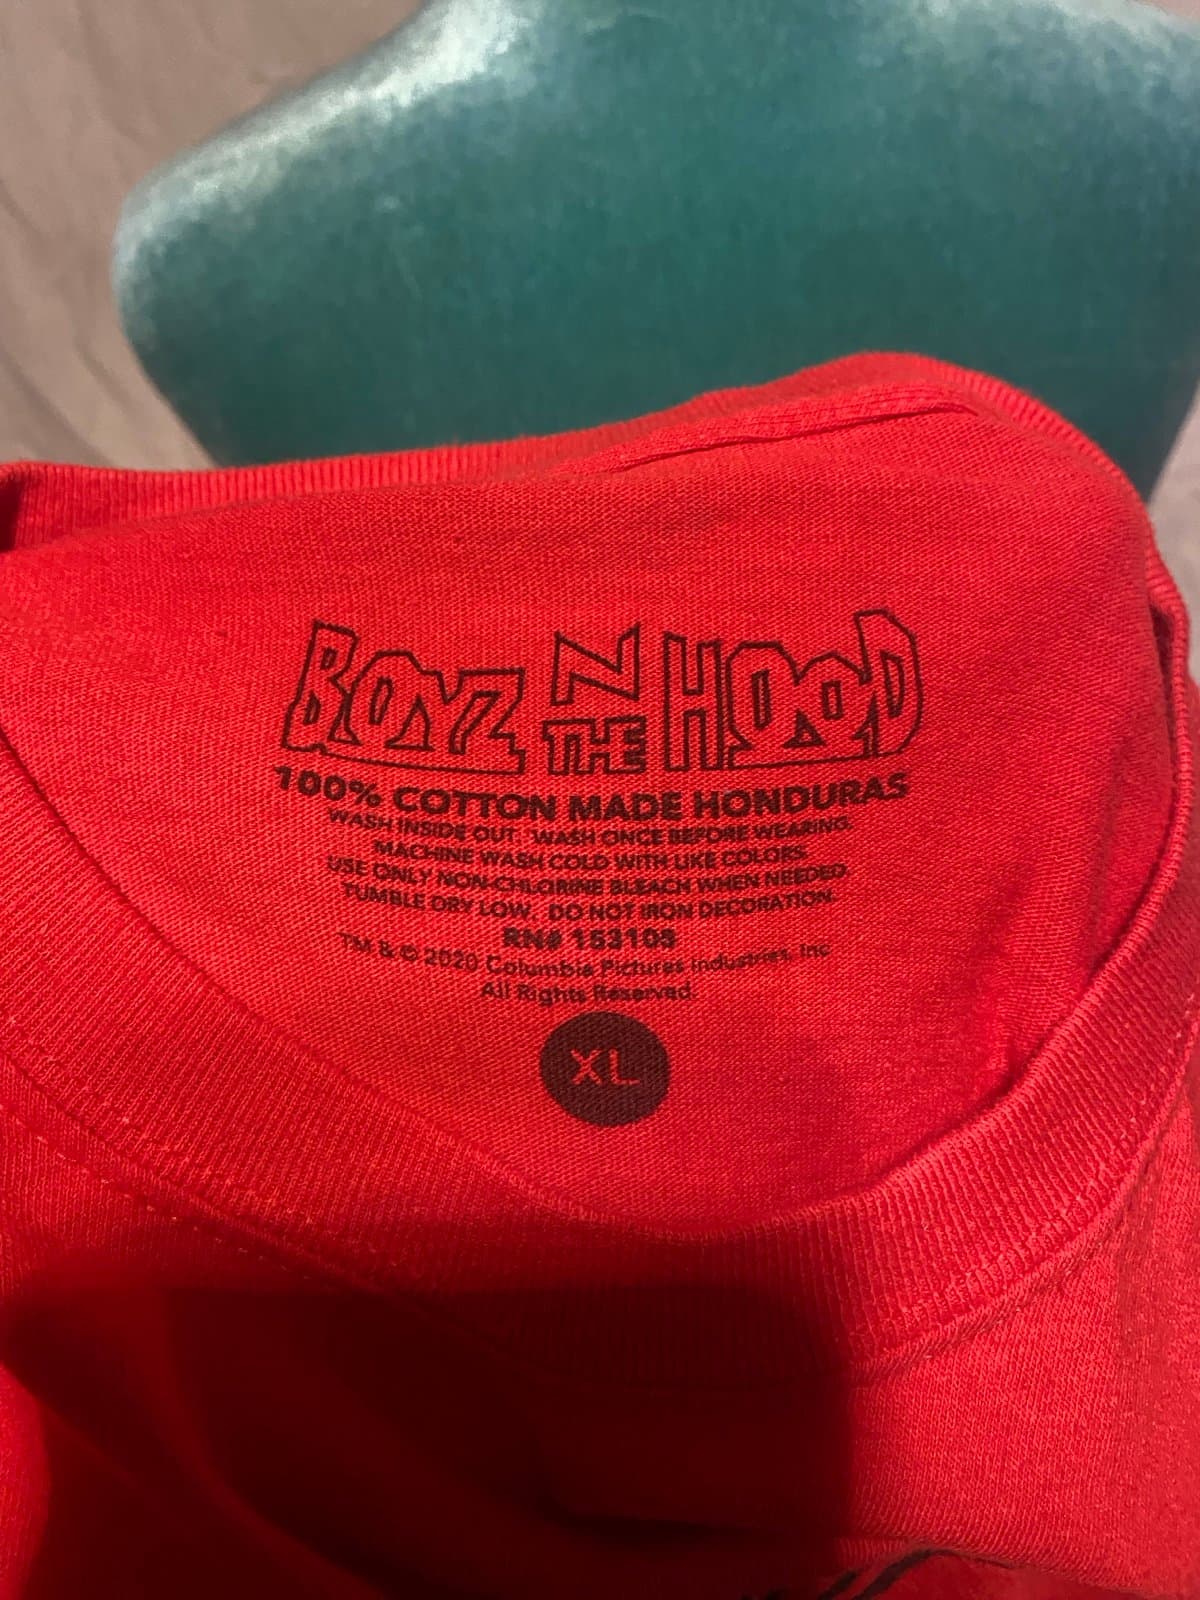 BOYZ N THE HOOD
100% COTTON MADE HONDURAS
WASH INSIDE OUT. WASH ONCE BEFORE WEARING.
MACHINE WASH COLD WITH LIKE COLORS.
USE ONLY NON-CHLORINE BLEACH WHEN NEEDED.
TUMBLE DRY LOW. DO NOT IRON DECORATION.
RN# 153105
TM & © 2020 Columbia Pictures Industries, Inc
All Rights Reserved.
XL